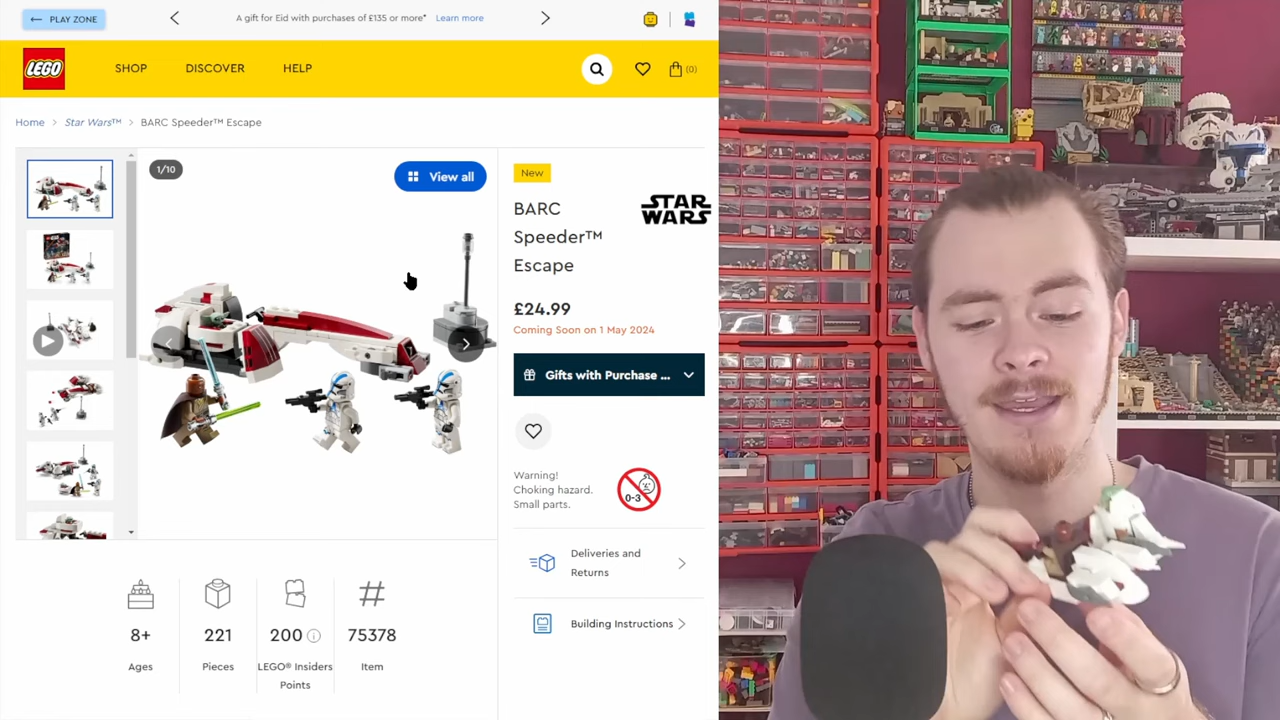 ← PLAY ZONE
A gift for Eid with purchases of £135 or more* Learn more
LEGO
SHOP
DISCOVER
HELP
(0)
Home > Star Wars™ > BARC Speeder™ Escape
1/10
View all
New
STAR WARS
BARC
Speeder™
Escape
£24.99
Coming Soon on 1 May 2024
Gifts with Purchase ...
Warning!
Choking hazard.
Small parts.
0-3
Deliveries and
Returns
Building Instructions
8+
Ages
221
Pieces
200
LEGO® Insiders
Points
#
75378
Item